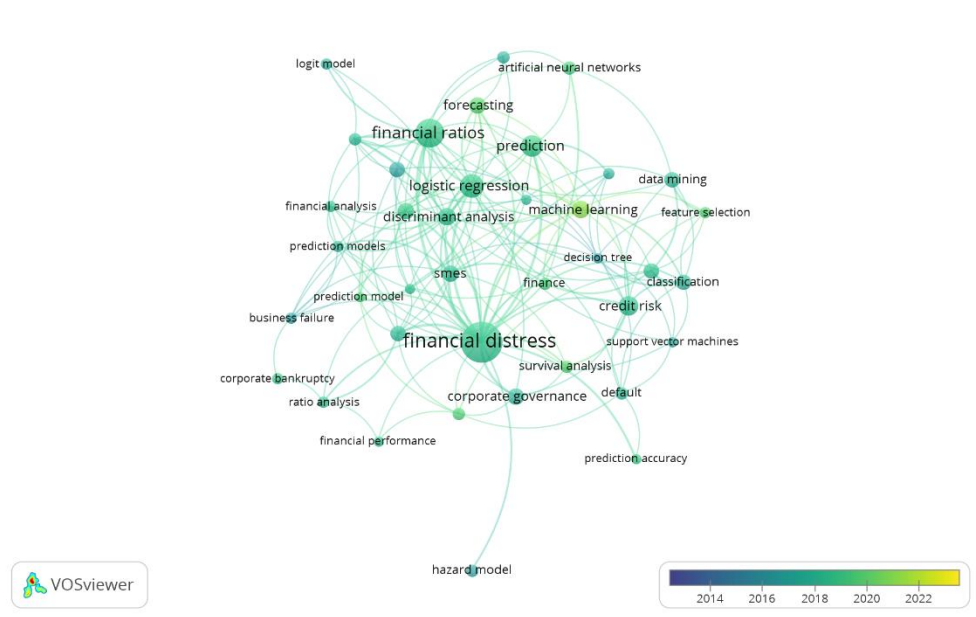 logit model
artificial neural networks
forecasting
financial ratios
prediction
data mining
logistic regression
financial analysis
machine learning
feature selection
discriminant analysis
prediction models
decision tree
smes
finance
classification
prediction model
credit risk
business failure
financial distress
support vector machines
survival analysis
corporate bankruptcy
default
corporate governance
ratio analysis
financial performance
prediction accuracy
hazard model
VOSviewer
2014 2016 2018 2020 2022